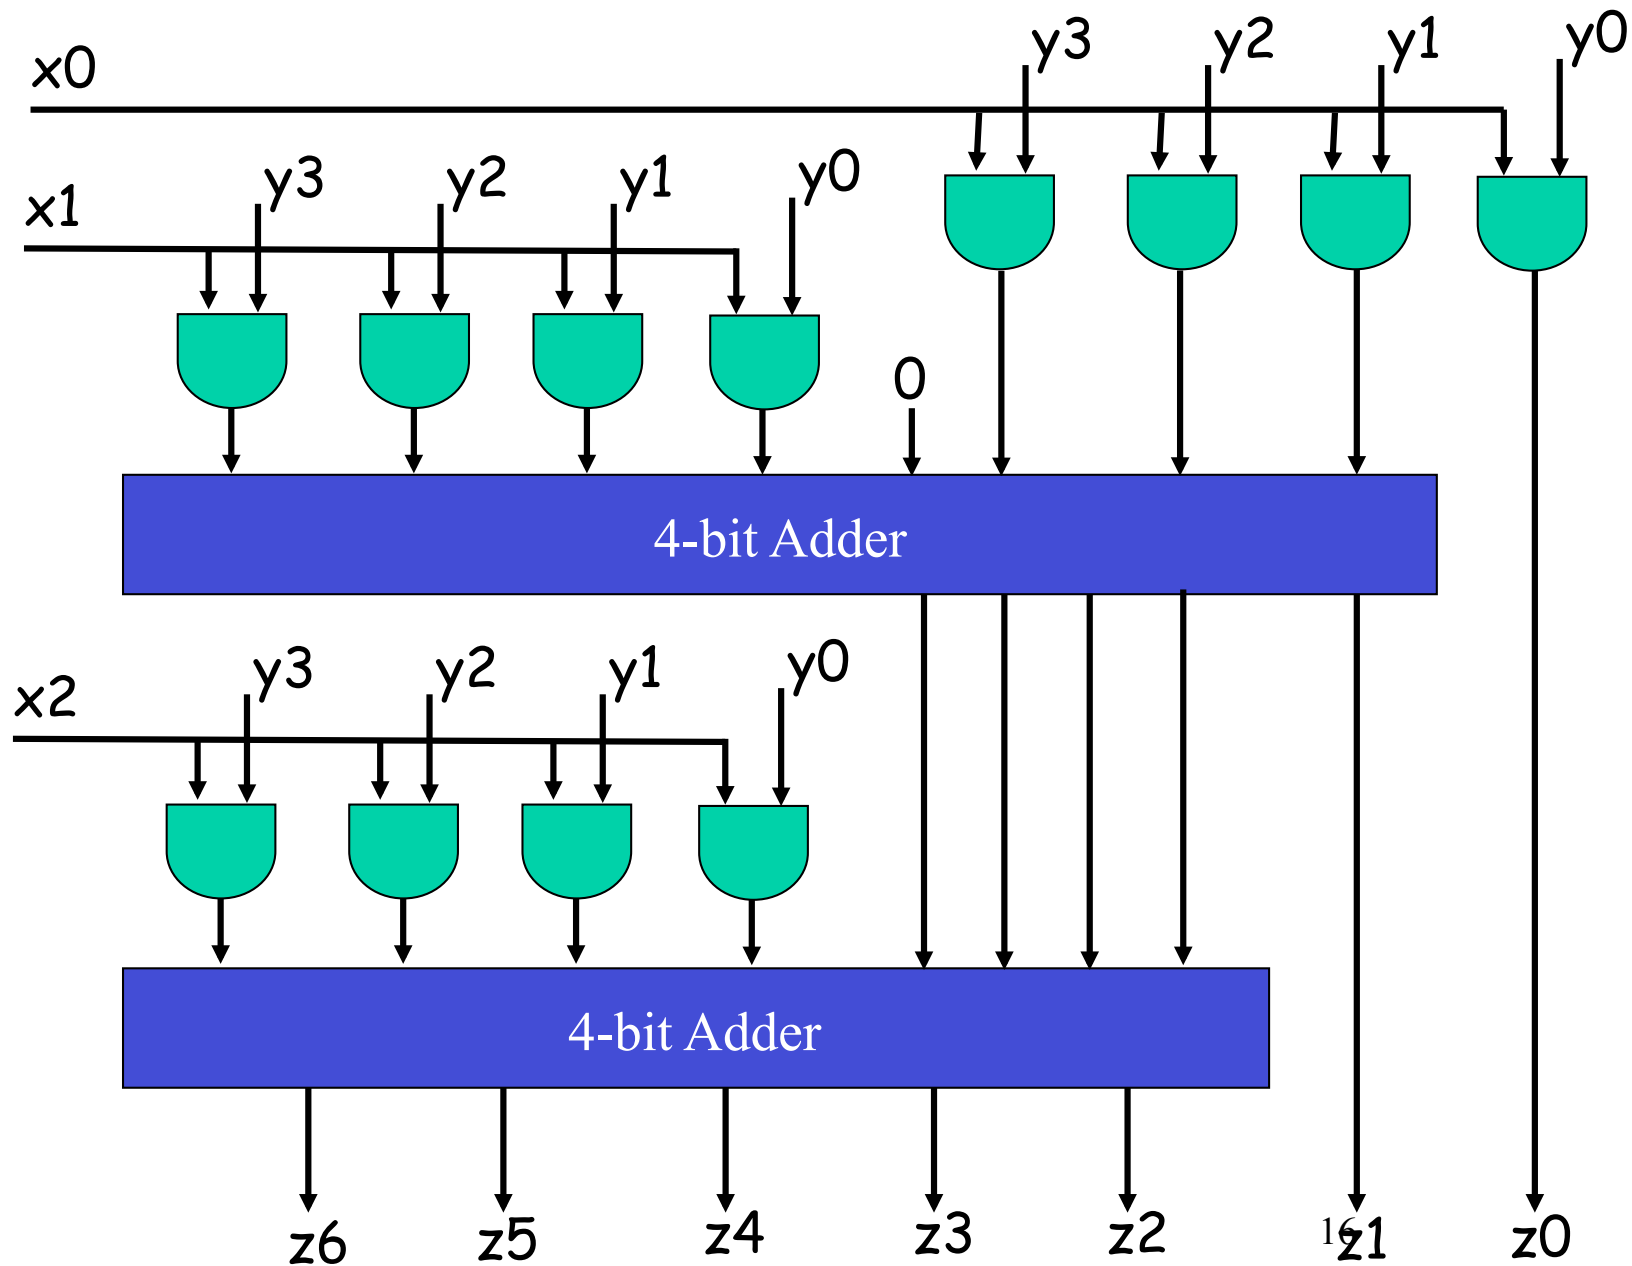 x0 y3 y2 y1 y0
x1 y3 y2 y1 y0
0
4-bit Adder
x2 y3 y2 y1 y0
4-bit Adder
z6 z5 z4 z3 z2 16 z1 z0